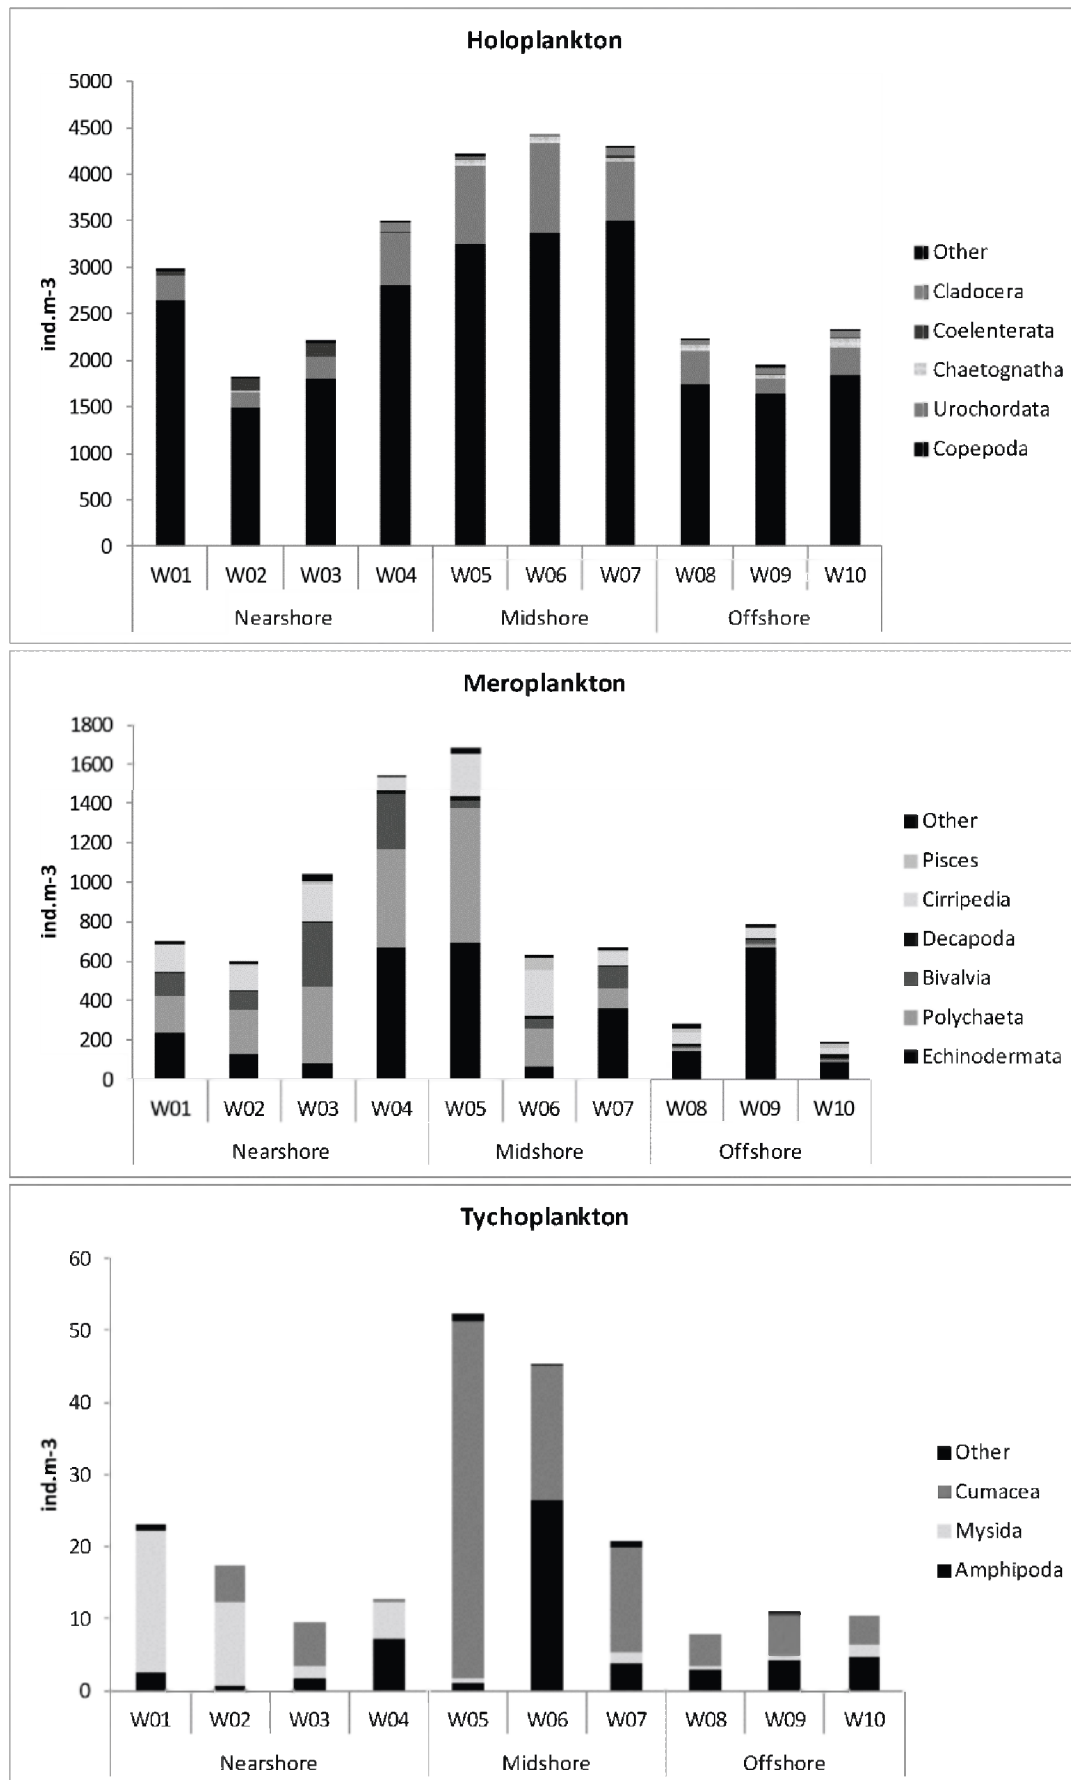 Holoplankton
5000
4500
4000
3500
3000
2500
2000
1500
1000
500
0
ind.m-3
W01 W02 W03 W04 W05 W06 W07 W08 W09 W10
Nearshore Midshore Offshore
Other
Cladocera
Coelenterata
Chaetognatha
Urochordata
Copepoda
Meroplankton
1800
1600
1400
1200
1000
800
600
400
200
0
ind.m-3
W01 W02 W03 W04 W05 W06 W07 W08 W09 W10
Nearshore Midshore Offshore
Other
Pisces
Cirripedia
Decapoda
Bivalvia
Polychaeta
Echinodermata
Tychoplankton
60
50
40
30
20
10
0
ind.m-3
W01 W02 W03 W04 W05 W06 W07 W08 W09 W10
Nearshore Midshore Offshore
Other
Cumacea
Mysida
Amphipoda